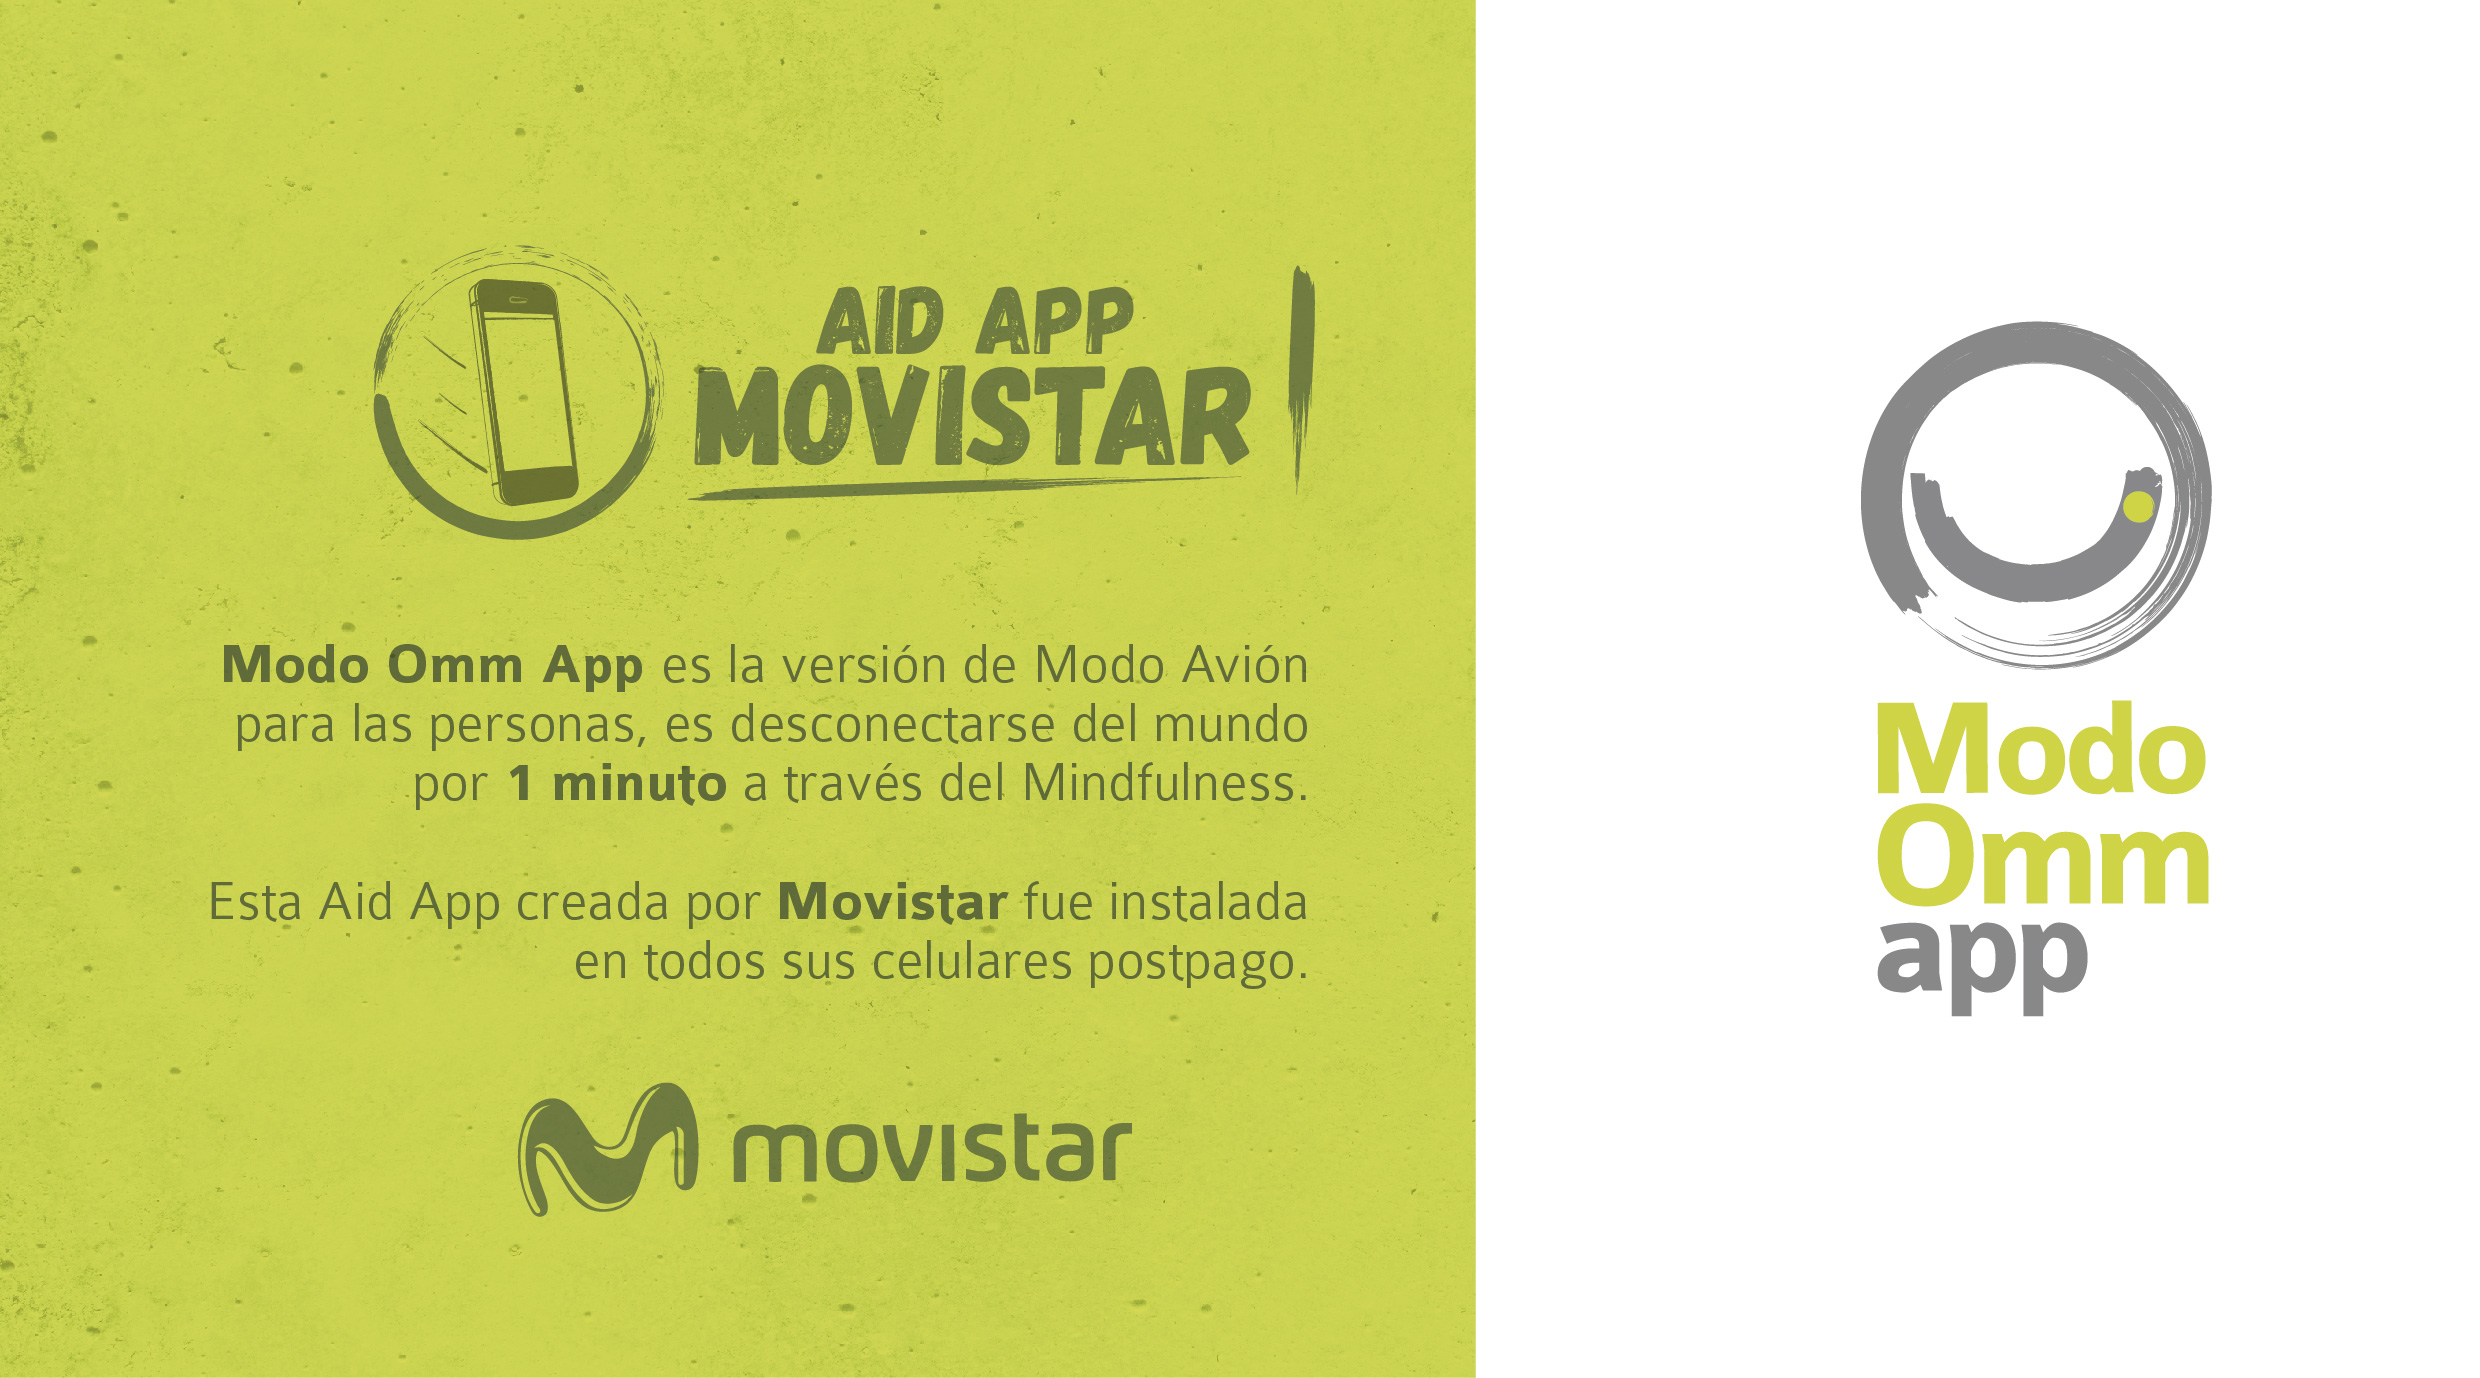 AID APP
MOVISTAR
Modo Omm App es la versión de Modo Avión
para las personas, es desconectarse del mundo
por 1 minuto a través del Mindfulness.
Esta Aid App creada por Movistar fue instalada
en todos sus celulares postpago.
movistar
Modo
Omm
app